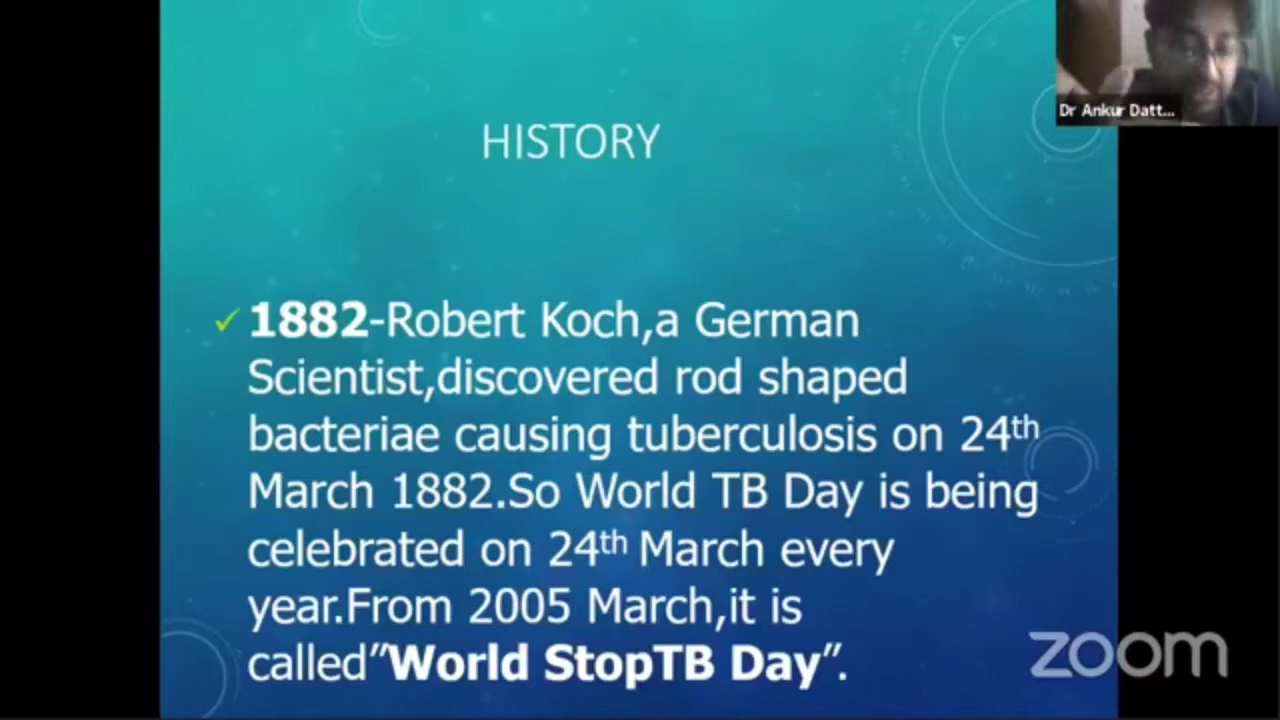 Dr Ankur Datt...
HISTORY
✓ 1882-Robert Koch,a German
Scientist,discovered rod shaped
bacteriae causing tuberculosis on 24th
March 1882.So World TB Day is being
celebrated on 24th March every
year.From 2005 March,it is
called”World StopTB Day”.
zoom